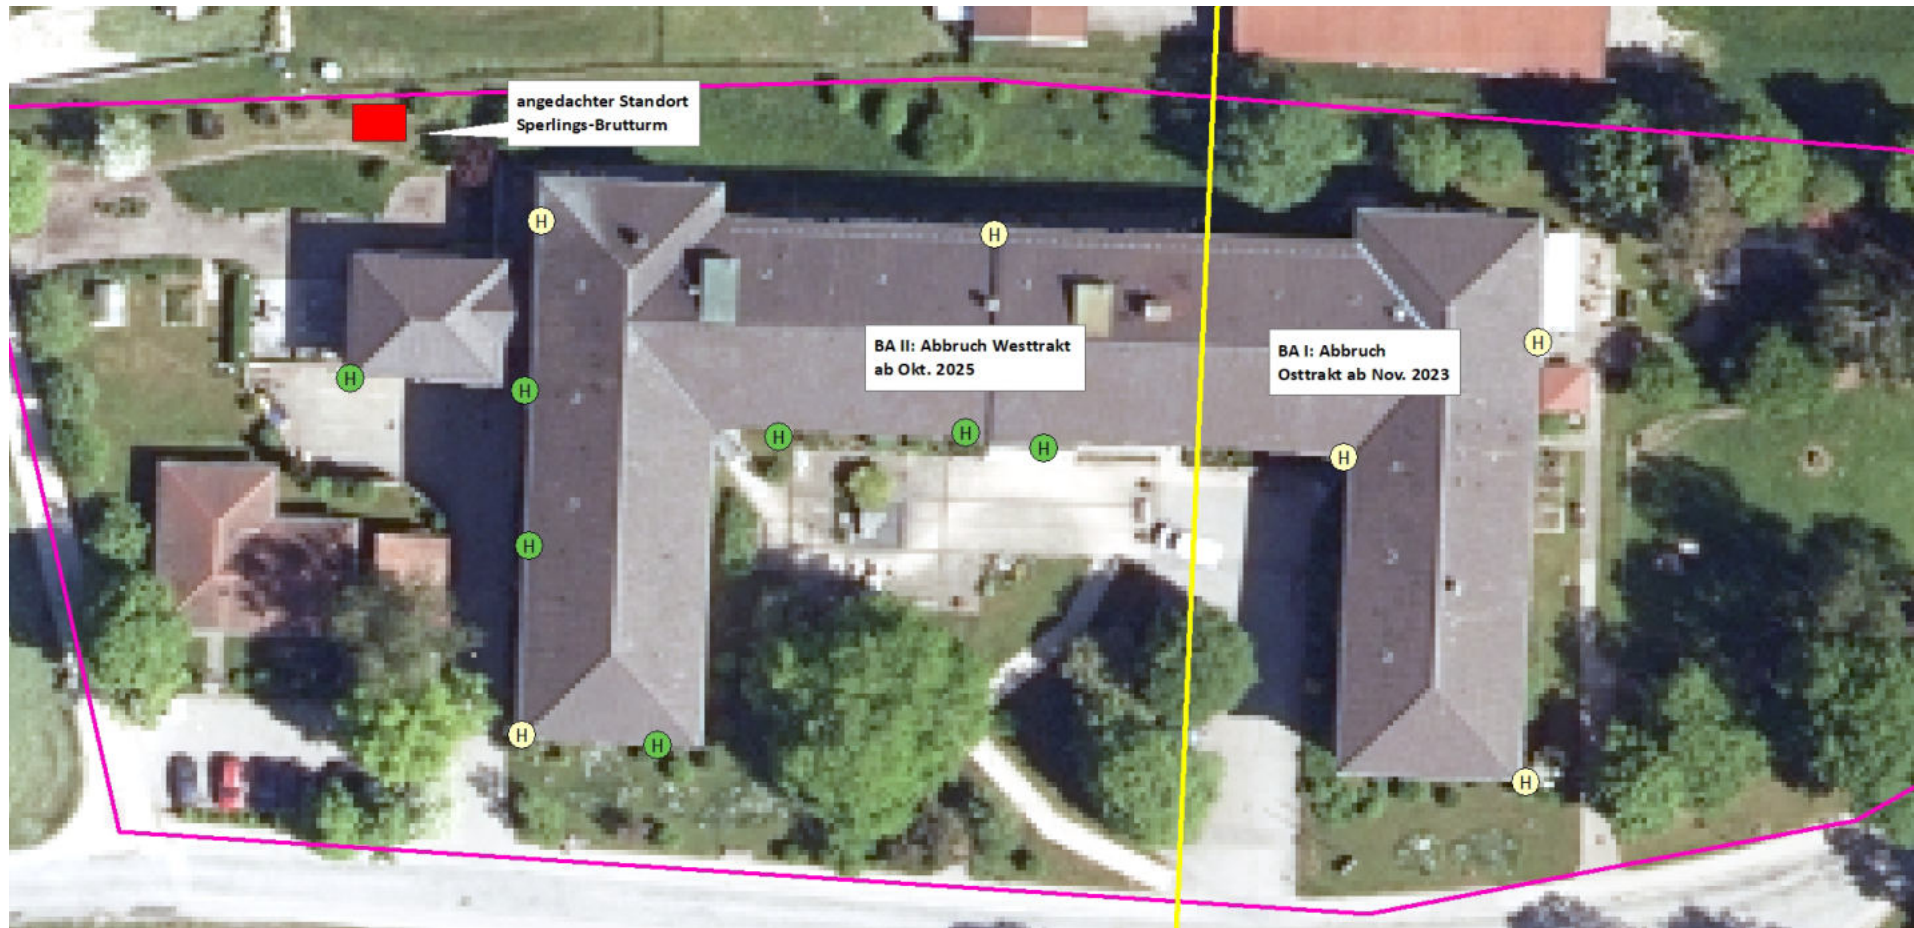 angedachter Standort
Sperlings-Brutturm
H
H
BA II: Abbruch Westtrakt
ab Okt. 2025
BA I: Abbruch
Osttrakt ab Nov. 2023
H
H
H
H
H
H
H
H
H
H
H